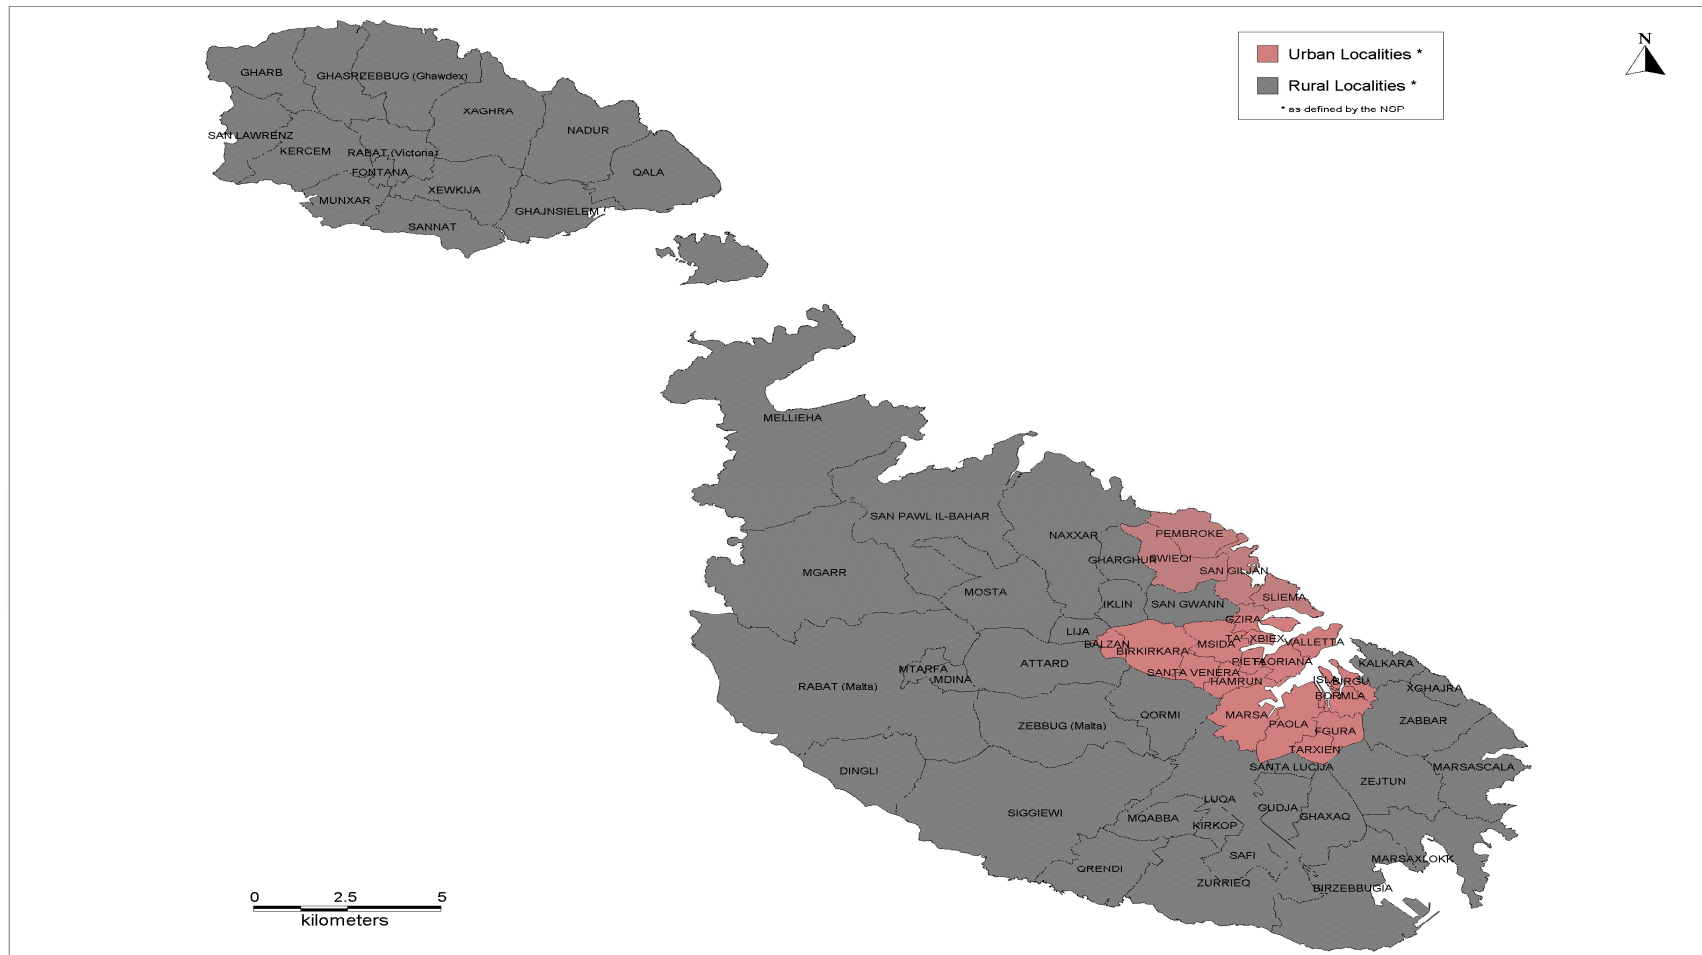 N
Urban Localities *
Rural Localities *
* as defined by the NSP
GHARB
GHASRI
ZEBBUG (Ghawdex)
XAGHRA
NADUR
SAN LAWRENZ
KERCEM
RABAT (Victoria)
FONTANA
QALA
XEWKIJA
MUNXAR
GHAJNSIELEM
SANNAT
MELLIEHA
SAN PAWL IL-BAHAR
NAXXAR
PEMBROKE
GHARGHUR
SWIEQI
SAN GILJAN
MGARR
MOSTA
IKLIN
SAN GWANN
SLIEMA
GZIRA
LIJA
BALZAN
BIRKIRKARA
MSIDA
TA' XBIEX
VALLETTA
ATTARD
MTARFA
MDINA
SANTA VENERA
PIETA
FLORIANA
HAMRUN
KALKARA
RABAT (Malta)
ISLA
BIRGU
BORMLA
XGHAJRA
QORMI
MARSA
PAOLA
FGURA
ZABBAR
ZEBBUG (Malta)
TARXIEN
SANTA LUCIJA
MARSASCALA
DINGLI
ZEJTUN
SIGGIEWI
LUQA
MQABBA
KIRKOP
GUDJA
GHAXAQ
SAFI
MARSAXLOKK
QRENDI
ZURRIEQ
BIRZEBBUGIA
0 2.5 5
kilometers